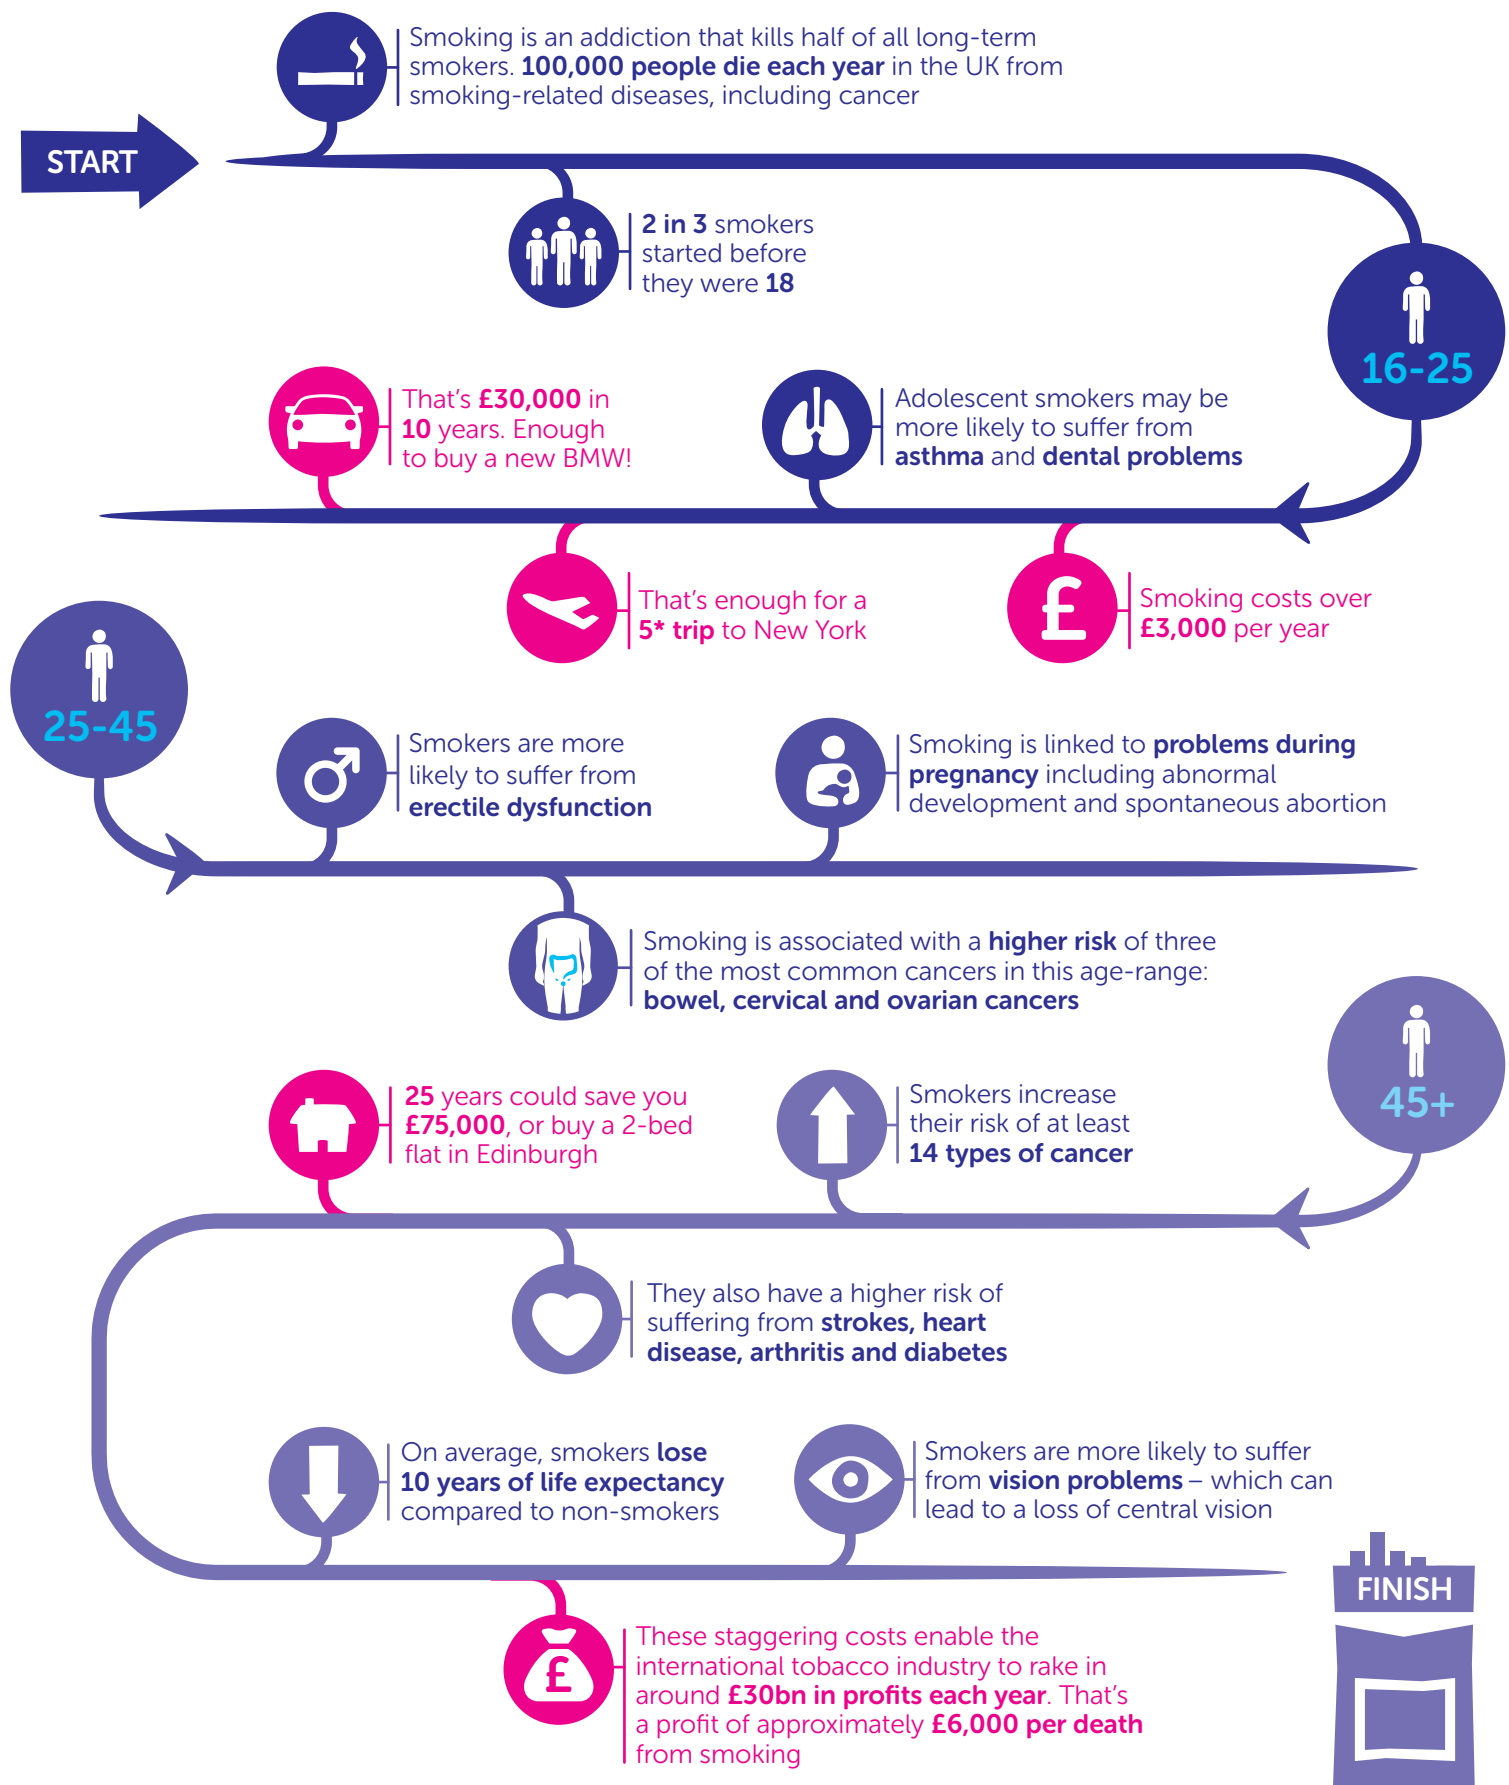 Smoking is an addiction that kills half of all long-term
smokers. 100,000 people die each year in the UK from
smoking-related diseases, including cancer
START
2 in 3 smokers
started before
they were 18
16-25
Adolescent smokers may be
more likely to suffer from
asthma and dental problems
Smoking costs over
£3,000 per year
That's enough for a
5* trip to New York
That's £30,000 in
10 years. Enough
to buy a new BMW!
25-45
Smokers are more
likely to suffer from
erectile dysfunction
Smoking is associated with a higher risk of three
of the most common cancers in this age-range:
bowel, cervical and ovarian cancers
Smoking is linked to problems during
pregnancy including abnormal
development and spontaneous abortion
45+
Smokers increase
their risk of at least
14 types of cancer
They also have a higher risk of
suffering from strokes, heart
disease, arthritis and diabetes
25 years could save you
£75,000, or buy a 2-bed
flat in Edinburgh
On average, smokers lose
10 years of life expectancy
compared to non-smokers
£
These staggering costs enable the
international tobacco industry to rake in
around £30bn in profits each year. That's
a profit of approximately £6,000 per death
from smoking
Smokers are more likely to suffer
from vision problems – which can
lead to a loss of central vision
£
FINISH